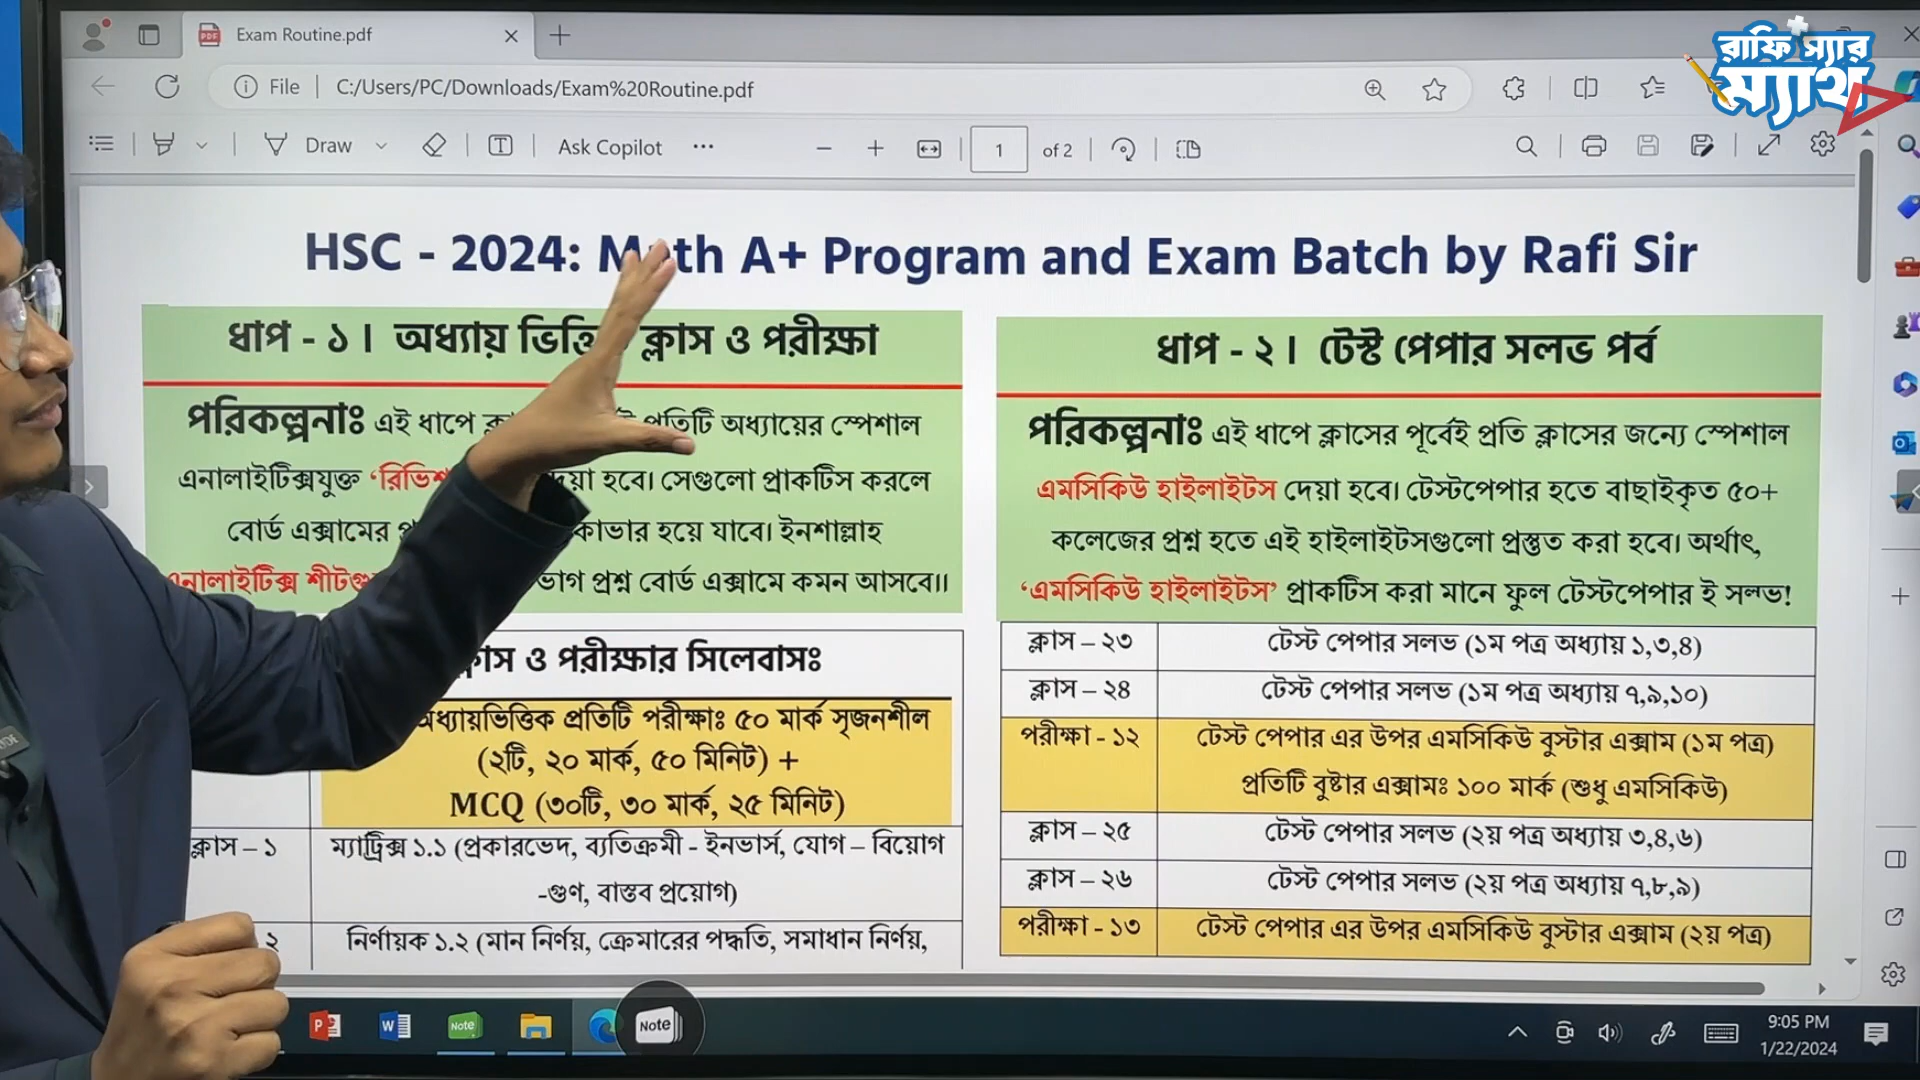 Exam Routine.pdf
রাফি স্যার
ম্যাথ
File
C:/Users/PC/Downloads/Exam%20Routine.pdf
Draw
Ask Copilot
1
of 2
HSC - 2024: Math A+ Program and Exam Batch by Rafi Sir
ধাপ - ১। অধ্যায় ক্লাস ও পরীক্ষা
পরিকল্পনাঃ এই ধাপে প্রতিটি অধ্যায়ের স্পেশাল
এনালাইটিক্সযুক্ত দেয়া হবে। সেগুলো প্রাকটিস করলে
বোর্ড এক্সামের কাভার হয়ে যাবে। ইনশাল্লাহ
এনালাইটিক্স ভাগ প্রশ্ন বোর্ড এক্সামে কমন আসবে॥
ক্লাস ও পরীক্ষার সিলেবাসঃ
অধ্যায়ভিত্তিক প্রতিটি পরীক্ষাঃ ৫০ মার্ক সৃজনশীল
(২টি, ২০ মার্ক, ৫০ মিনিট) +
MCQ (৩০টি, ৩০ মার্ক, ২৫ মিনিট)
ক্লাস – ১
ম্যাট্রিক্স ১.১ (প্রকারভেদ, ব্যতিক্রমী - ইনভার্স, যোগ – বিয়োগ
-গুণ, বাস্তব প্রয়োগ)
২
নির্ণায়ক ১.২ (মান নির্ণয়, ক্রেমারের পদ্ধতি, সমাধান নির্ণয়,
ধাপ - ২। টেস্ট পেপার সলভ পর্ব
পরিকল্পনাঃ এই ধাপে ক্লাসের পূর্বেই প্রতি ক্লাসের জন্যে স্পেশাল
এমসিকিউ হাইলাইটস দেয়া হবে। টেস্টপেপার হতে বাছাইকৃত ৫০+
কলেজের প্রশ্ন হতে এই হাইলাইটসগুলো প্রস্তুত করা হবে। অর্থাৎ,
‘এমসিকিউ হাইলাইটস’ প্রাকটিস করা মানে ফুল টেস্টপেপার ই সলভ!
ক্লাস – ২৩
টেস্ট পেপার সলভ (১ম পত্র অধ্যায় ১,৩,৪)
ক্লাস – ২৪
টেস্ট পেপার সলভ (১ম পত্র অধ্যায় ৭,৯,১০)
পরীক্ষা - ১২
টেস্ট পেপার এর উপর এমসিকিউ বুস্টার এক্সাম (১ম পত্র)
প্রতিটি বুষ্টার এক্সামঃ ১০০ মার্ক (শুধু এমসিকিউ)
ক্লাস – ২৫
টেস্ট পেপার সলভ (২য় পত্র অধ্যায় ৩,৪,৬)
ক্লাস – ২৬
টেস্ট পেপার সলভ (২য় পত্র অধ্যায় ৭,৮,৯)
পরীক্ষা - ১৩
টেস্ট পেপার এর উপর এমসিকিউ বুস্টার এক্সাম (২য় পত্র)
Note
Note
9:05 PM
1/22/2024